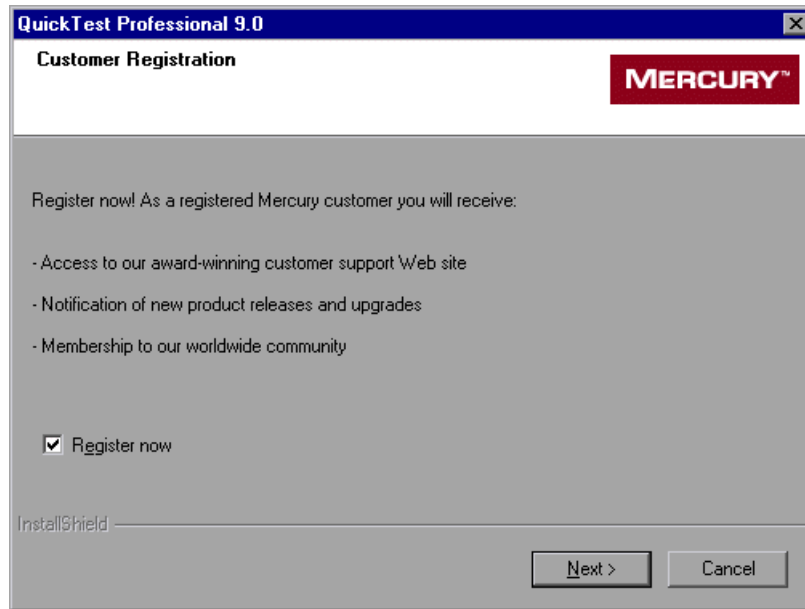 QuickTest Professional 9.0
Customer Registration
MERCURY™
Register now! As a registered Mercury customer you will receive:
- Access to our award-winning customer support Web site
- Notification of new product releases and upgrades
- Membership to our worldwide community
Register now
InstallShield
Next >
Cancel